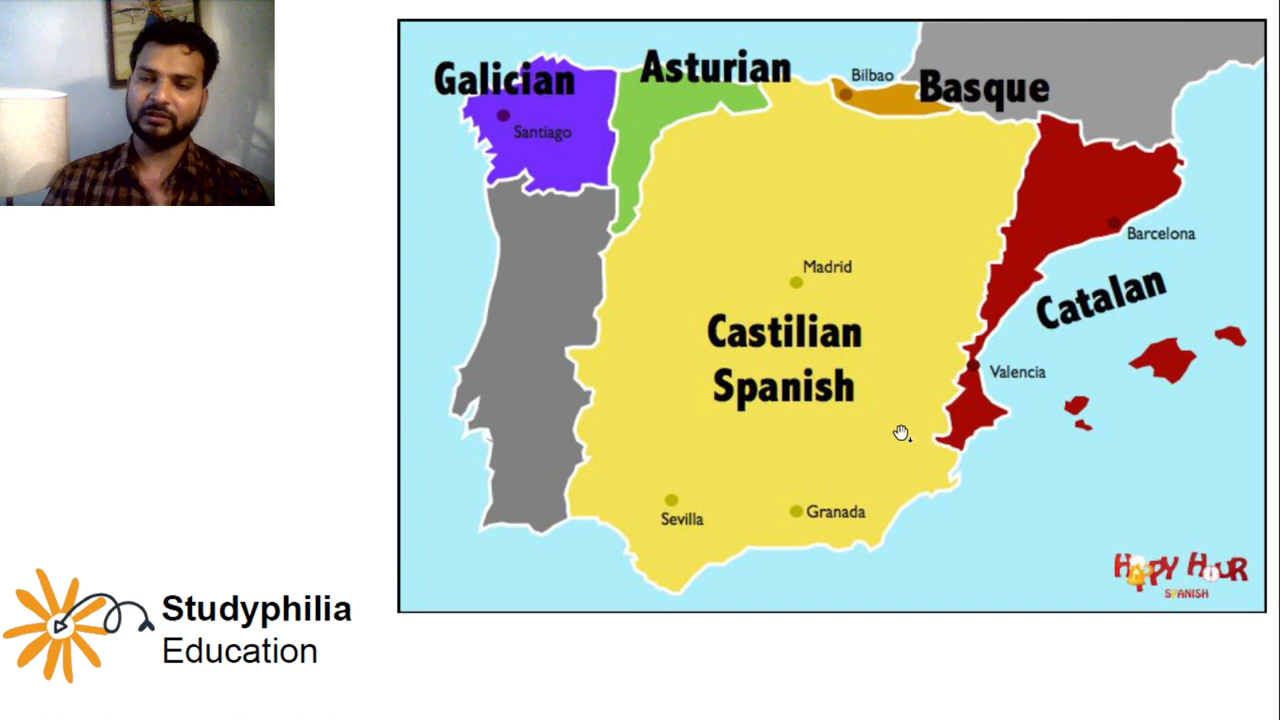 Galician
Asturian
Bilbao
Basque
Santiago
Barcelona
Madrid
Catalan
Castilian
Spanish
Valencia
Sevilla
Granada
HAPPY HOUR
SPANISH
Studyphilia
Education